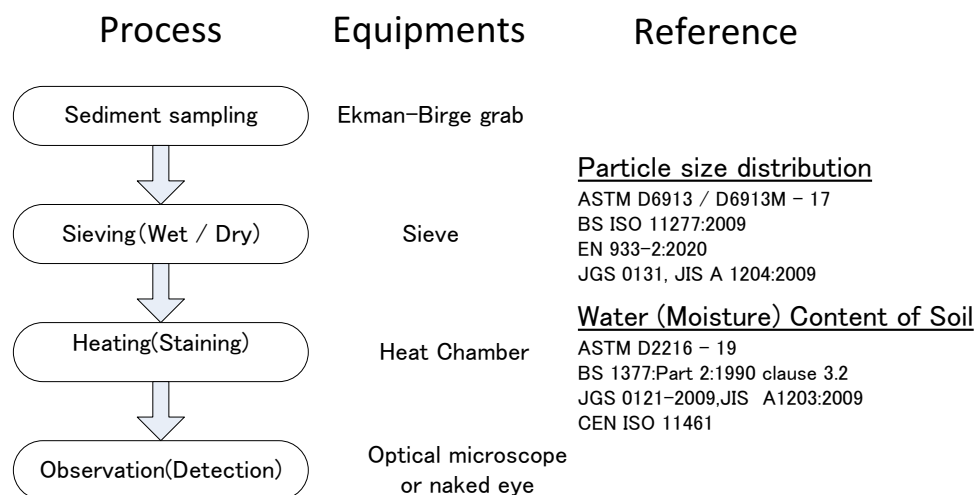 Process Equipments Reference
Sediment sampling Ekman-Birge grab
Particle size distribution
ASTM D6913 / D6913M - 17
BS ISO 11277:2009
EN 933-2:2020
JGS 0131, JIS A 1204:2009
Sieving(Wet / Dry) Sieve
Water (Moisture) Content of Soil
ASTM D2216 - 19
BS 1377:Part 2:1990 clause 3.2
JGS 0121-2009,JIS A1203:2009
CEN ISO 11461
Heating(Staining) Heat Chamber
Observation(Detection) Optical microscope
or naked eye